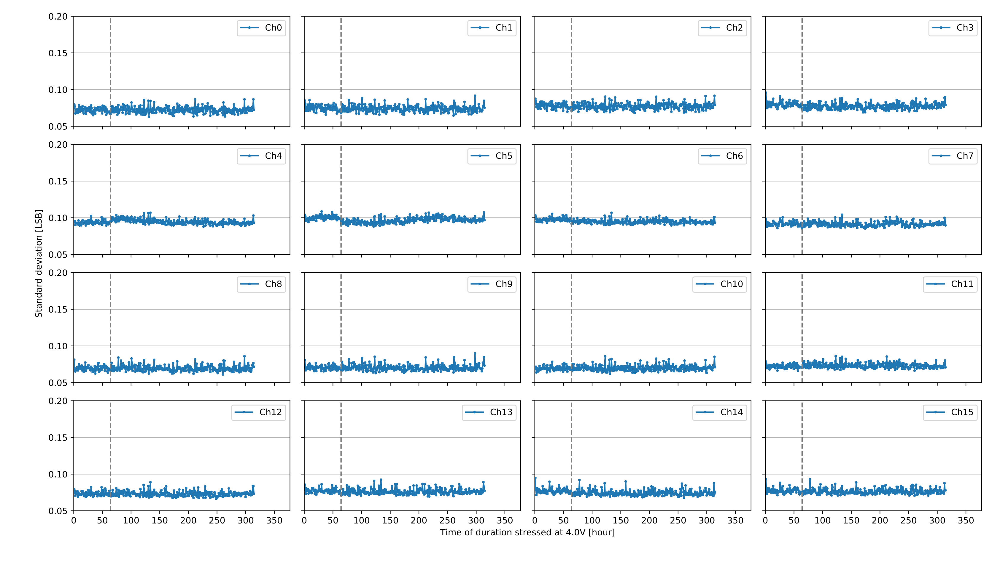 Ch0
Ch1
Ch2
Ch3
0.20
0.15
0.10
0.05
Ch4
Ch5
Ch6
Ch7
0.20
0.15
0.10
0.05
Standard deviation [LSB]
Ch8
Ch9
Ch10
Ch11
0.20
0.15
0.10
0.05
Ch12
Ch13
Ch14
Ch15
0.20
0.15
0.10
0.05
0 50 100 150 200 250 300 350
0 50 100 150 200 250 300 350
0 50 100 150 200 250 300 350
0 50 100 150 200 250 300 350
Time of duration stressed at 4.0V [hour]